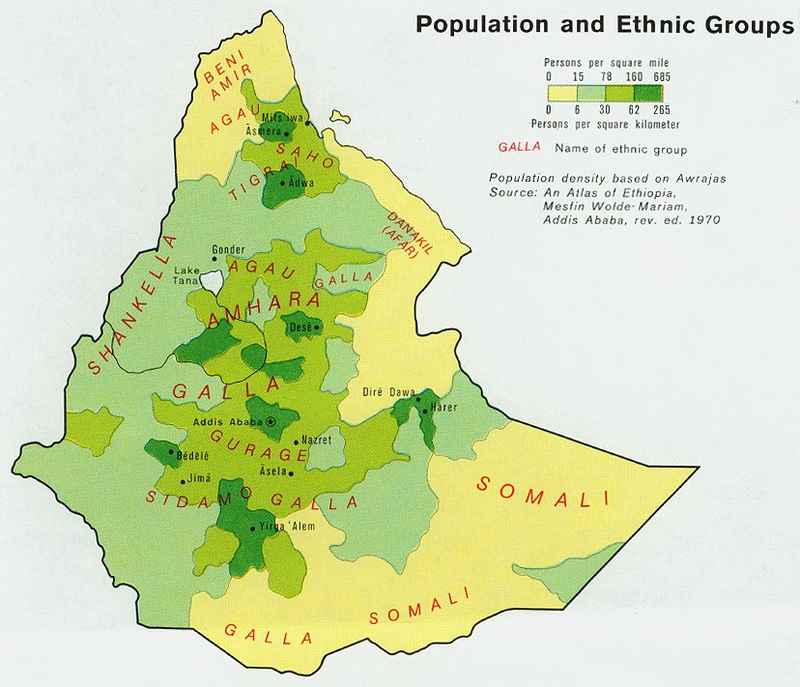 Population and Ethnic Groups
Persons per square mile
0 15 78 160 685
0 6 30 62 265
Persons per square kilometer
GALLA Name of ethnic group
Population density based on Awrajas
Source: An Atlas of Ethiopia,
Mesfin Wolde-Mariam,
Addis Ababa, rev. ed. 1970
BENI
AMIR
AGAU
Mits'iwa
Āsmera
SAHO
TIGRAI
Ādwa
DANAKIL
(AFAR)
SHANKELLA
Gonder
Lake
Tana
AGAU
GALLA
AMHARA
Desē
GALLA
Dirē Dawa
Hārer
Addis Ababa
GURAGE
Nazret
Bedelē
Āsela
Jīma
SIDAMO GALLA
SOMALI
Yirga 'Alem
SOMALI
GALLA